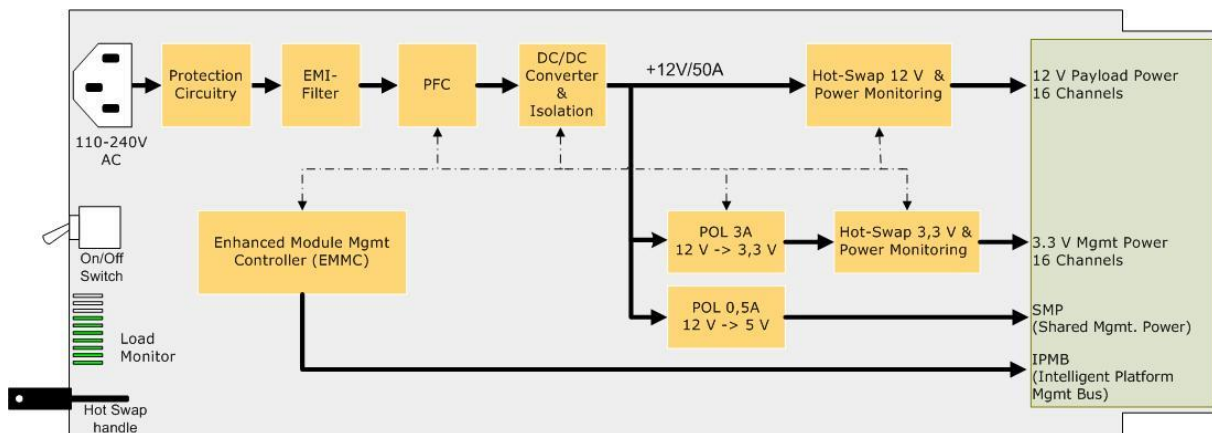 110-240V
AC
Protection
Circuitry
EMI-
Filter
PFC
DC/DC
Converter
&
Isolation
+12V/50A
Hot-Swap 12 V &
Power Monitoring
12 V Payload Power
16 Channels
On/Off
Switch
Enhanced Module Mgmt
Controller (EMMC)
POL 3A
12 V -> 3,3 V
Hot-Swap 3,3 V &
Power Monitoring
3.3 V Mgmt Power
16 Channels
POL 0,5A
12 V -> 5 V
SMP
(Shared Mgmt. Power)
Load
Monitor
IPMB
(Intelligent Platform
Mgmt Bus)
Hot Swap
handle